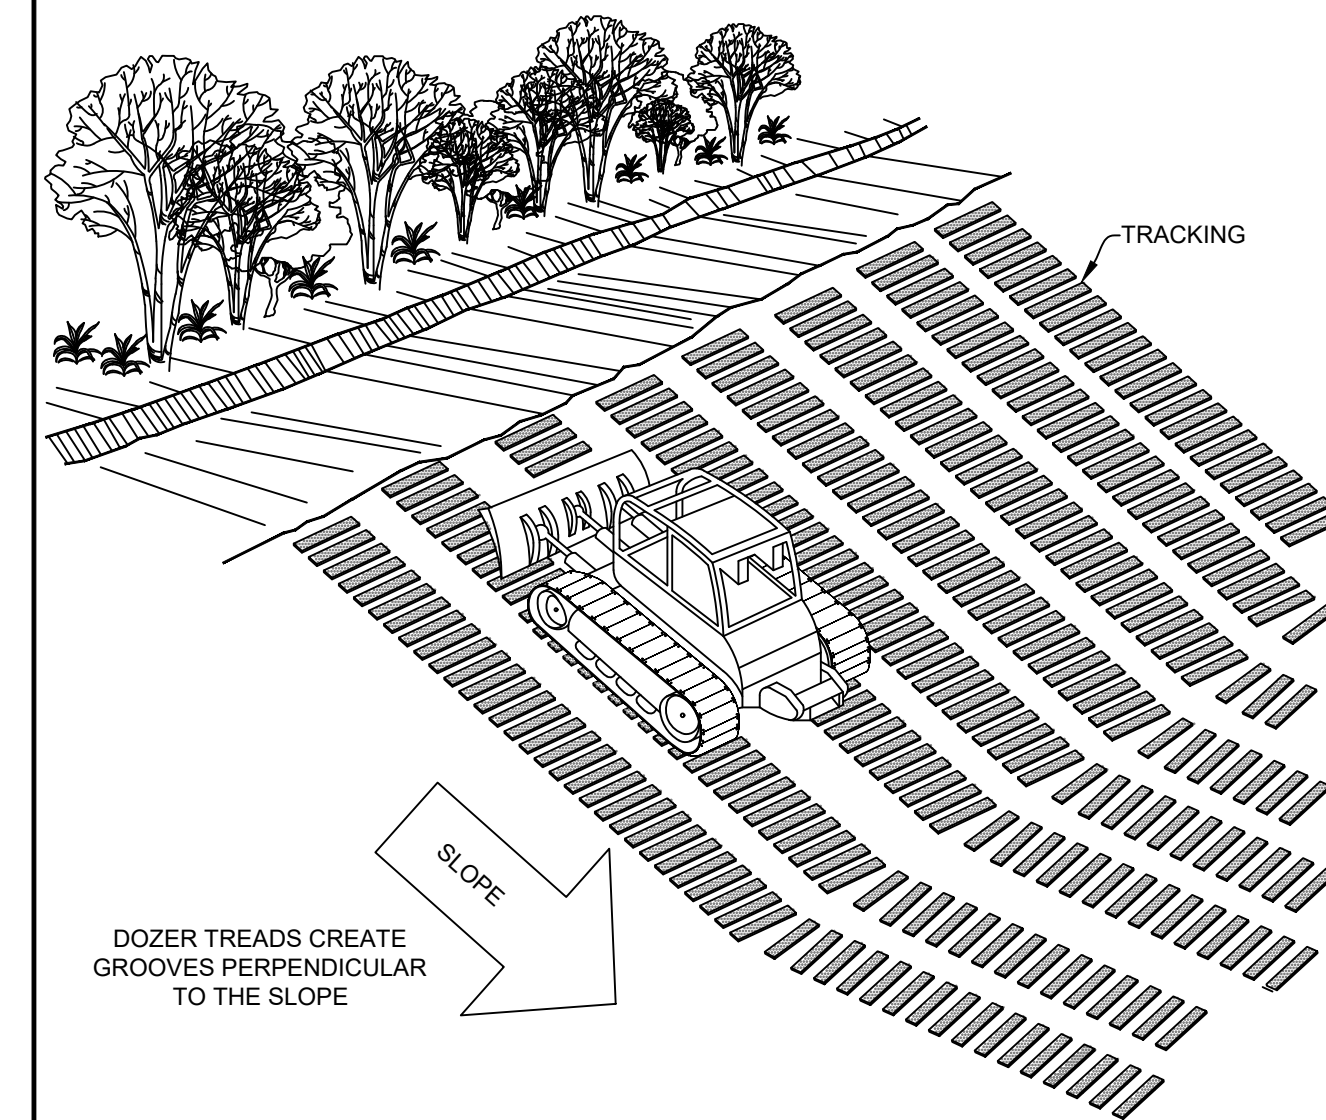 TRACKING
SLOPE
DOZER TREADS CREATE
GROOVES PERPENDICULAR
TO THE SLOPE